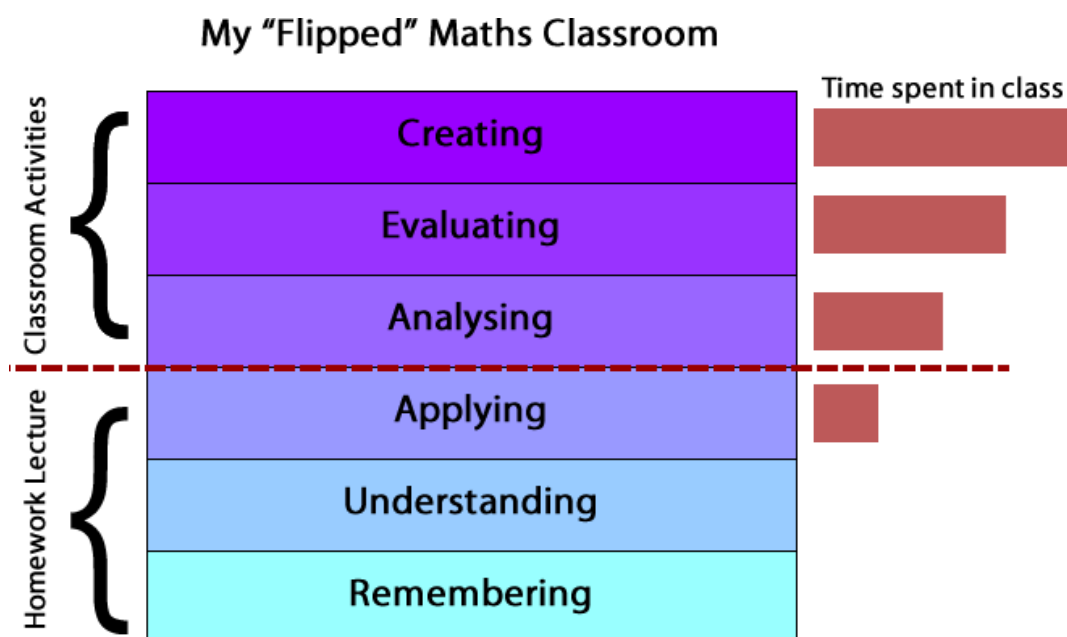 My “Flipped” Maths Classroom
Time spent in class
Classroom Activities
Creating
Evaluating
Analysing
Homework Lecture
Applying
Understanding
Remembering